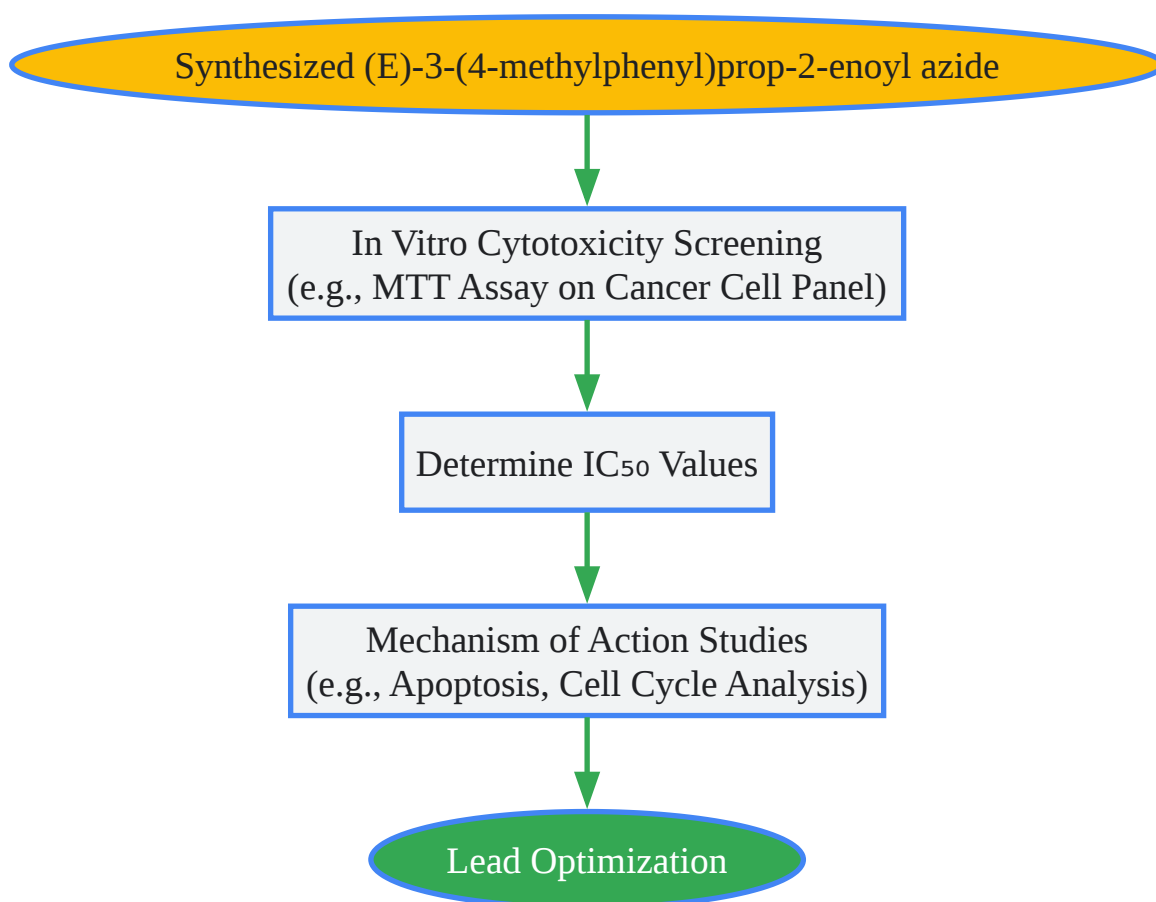 Synthesized (E)-3-(4-methylphenyl)prop-2-enoyl azide
In Vitro Cytotoxicity Screening
(e.g., MTT Assay on Cancer Cell Panel)
Determine IC₅₀ Values
Mechanism of Action Studies
(e.g., Apoptosis, Cell Cycle Analysis)
Lead Optimization